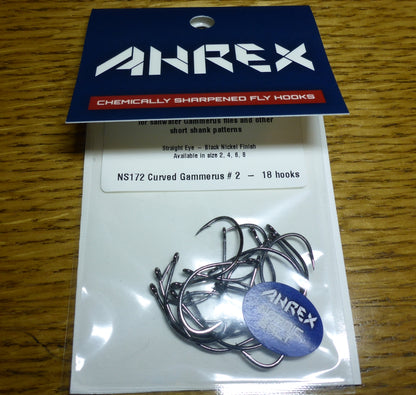 AHREX
CHEMICALLY SHARPENED FLY HOOKS
for saltwater Gammerus flies and other
short shank patterns
Straight Eye – Black Nickel Finish
Available in size 2, 4, 6, 8
NS172 Curved Gammerus # 2 – 18 hooks
AHREX